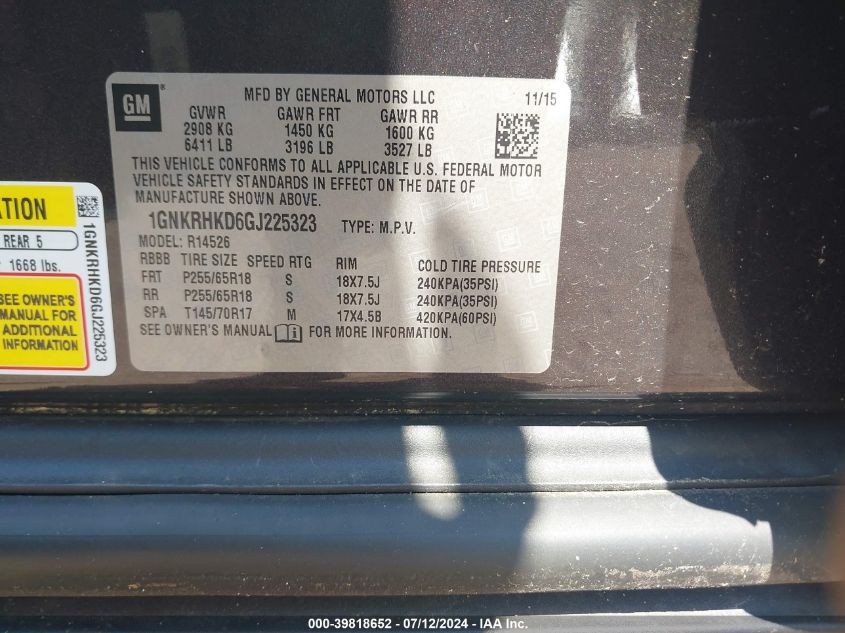 GM
MFD BY GENERAL MOTORS LLC
11/15
GVWR GAWR FRT GAWR RR
2908 KG 1450 KG 1600 KG
6411 LB 3196 LB 3527 LB
THIS VEHICLE CONFORMS TO ALL APPLICABLE U.S. FEDERAL MOTOR
VEHICLE SAFETY STANDARDS IN EFFECT ON THE DATE OF
MANUFACTURE SHOWN ABOVE.
1GNKRHKD6GJ225323 TYPE: M.P.V.
MODEL: R14526
RBBB TIRE SIZE SPEED RTG RIM COLD TIRE PRESSURE
FRT P255/65R18 S 18X7.5J 240KPA(35PSI)
RR P255/65R18 S 18X7.5J 240KPA(35PSI)
SPA T145/70R17 M 17X4.5B 420KPA(60PSI)
SEE OWNER'S MANUAL FOR MORE INFORMATION.
REAR 5
1668 lbs.
SEE OWNER'S
MANUAL FOR
ADDITIONAL
INFORMATION
1GNKRHKD6GJ225323
000-39818652 - 07/12/2024 - IAA Inc.